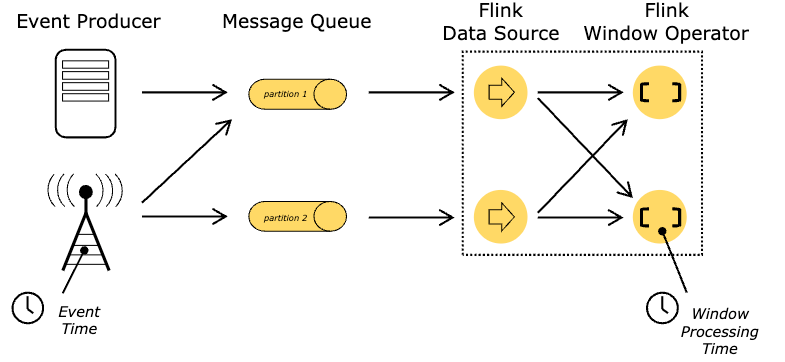 Event Producer
Message Queue
Flink
Data Source
Flink
Window Operator
partition 1
partition 2
Event
Time
Window
Processing
Time